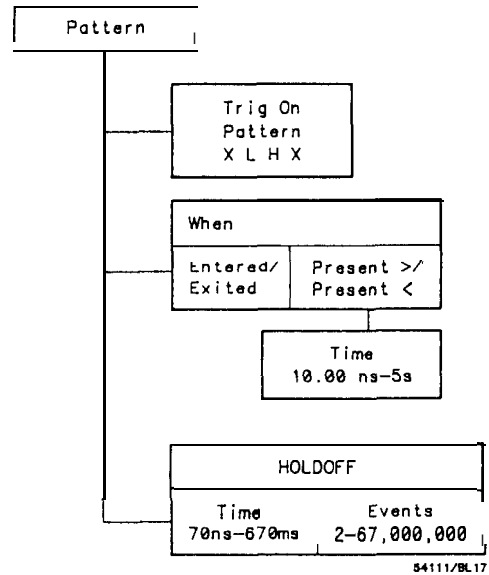 Pattern
Trig On
Pattern
X L H X
When
Entered/
Exited
Present >/
Present <
Time
10.00 ns-5s
HOLDOFF
Time
70ns-670ms
Events
2-67,000,000
54111/BL17